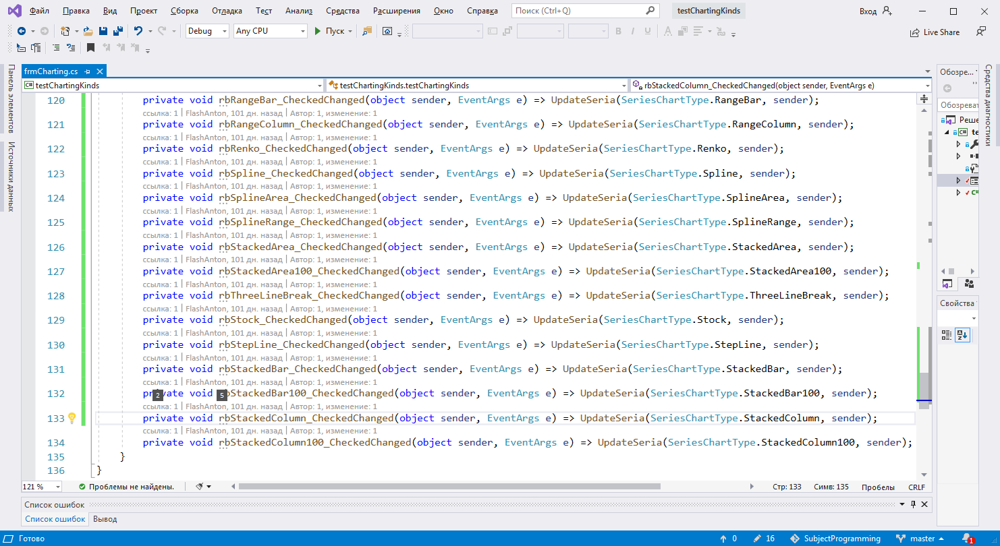 Файл Правка Вид Проект Сборка Отладка Тест Анализ Средства Расширения Окно Справка Поиск (Ctrl+Q) testChartingKinds Вход
Debug Any CPU Пуск Live Share
Панель элементов
Источники данных
frmCharting.cs
testChartingKinds testChartingKinds.testChartingKinds rbStackedColumn_CheckedChanged(object sender, EventArgs e)
120 private void rbRangeBar_CheckedChanged(object sender, EventArgs e) => UpdateSeria(SeriesChartType.RangeBar, sender);
ссылка: 1 | FlashAnton, 101 дн. назад | Автор: 1, изменение: 1
121 private void rbRangeColumn_CheckedChanged(object sender, EventArgs e) => UpdateSeria(SeriesChartType.RangeColumn, sender);
ссылка: 1 | FlashAnton, 101 дн. назад | Автор: 1, изменение: 1
122 private void rbRenko_CheckedChanged(object sender, EventArgs e) => UpdateSeria(SeriesChartType.Renko, sender);
ссылка: 1 | FlashAnton, 101 дн. назад | Автор: 1, изменение: 1
123 private void rbSpline_CheckedChanged(object sender, EventArgs e) => UpdateSeria(SeriesChartType.Spline, sender);
ссылка: 1 | FlashAnton, 101 дн. назад | Автор: 1, изменение: 1
124 private void rbSplineArea_CheckedChanged(object sender, EventArgs e) => UpdateSeria(SeriesChartType.SplineArea, sender);
ссылка: 1 | FlashAnton, 101 дн. назад | Автор: 1, изменение: 1
125 private void rbSplineRange_CheckedChanged(object sender, EventArgs e) => UpdateSeria(SeriesChartType.SplineRange, sender);
ссылка: 1 | FlashAnton, 101 дн. назад | Автор: 1, изменение: 1
126 private void rbStackedArea_CheckedChanged(object sender, EventArgs e) => UpdateSeria(SeriesChartType.StackedArea, sender);
ссылка: 1 | FlashAnton, 101 дн. назад | Автор: 1, изменение: 1
127 private void rbStackedArea100_CheckedChanged(object sender, EventArgs e) => UpdateSeria(SeriesChartType.StackedArea100, sender);
ссылка: 1 | FlashAnton, 101 дн. назад | Автор: 1, изменение: 1
128 private void rbThreeLineBreak_CheckedChanged(object sender, EventArgs e) => UpdateSeria(SeriesChartType.ThreeLineBreak, sender);
ссылка: 1 | FlashAnton, 101 дн. назад | Автор: 1, изменение: 1
129 private void rbStock_CheckedChanged(object sender, EventArgs e) => UpdateSeria(SeriesChartType.Stock, sender);
ссылка: 1 | FlashAnton, 101 дн. назад | Автор: 1, изменение: 1
130 private void rbStepLine_CheckedChanged(object sender, EventArgs e) => UpdateSeria(SeriesChartType.StepLine, sender);
ссылка: 1 | FlashAnton, 101 дн. назад | Автор: 1, изменение: 1
131 private void rbStackedBar_CheckedChanged(object sender, EventArgs e) => UpdateSeria(SeriesChartType.StackedBar, sender);
ссылка: 1 | FlashAnton, 101 дн. назад | Автор: 1, изменение: 1
132 private void rbStackedBar100_CheckedChanged(object sender, EventArgs e) => UpdateSeria(SeriesChartType.StackedBar100, sender);
2 5
ссылка: 1 | FlashAnton, 101 дн. назад | Автор: 1, изменение: 1
133 private void rbStackedColumn_CheckedChanged(object sender, EventArgs e) => UpdateSeria(SeriesChartType.StackedColumn, sender);
ссылка: 1 | FlashAnton, 101 дн. назад | Автор: 1, изменение: 1
134 private void rbStackedColumn100_CheckedChanged(object sender, EventArgs e) => UpdateSeria(SeriesChartType.StackedColumn100, sender);
135 }
136 }
121 % Проблемы не найдены. Стр: 133 Симв: 135 Пробелы CRLF
Обозре...
Обозреват
Реше
te
Свойства
Средства диагностики
Список ошибок
Список ошибок Вывод
Готово 0 16 SubjectProgramming master 1